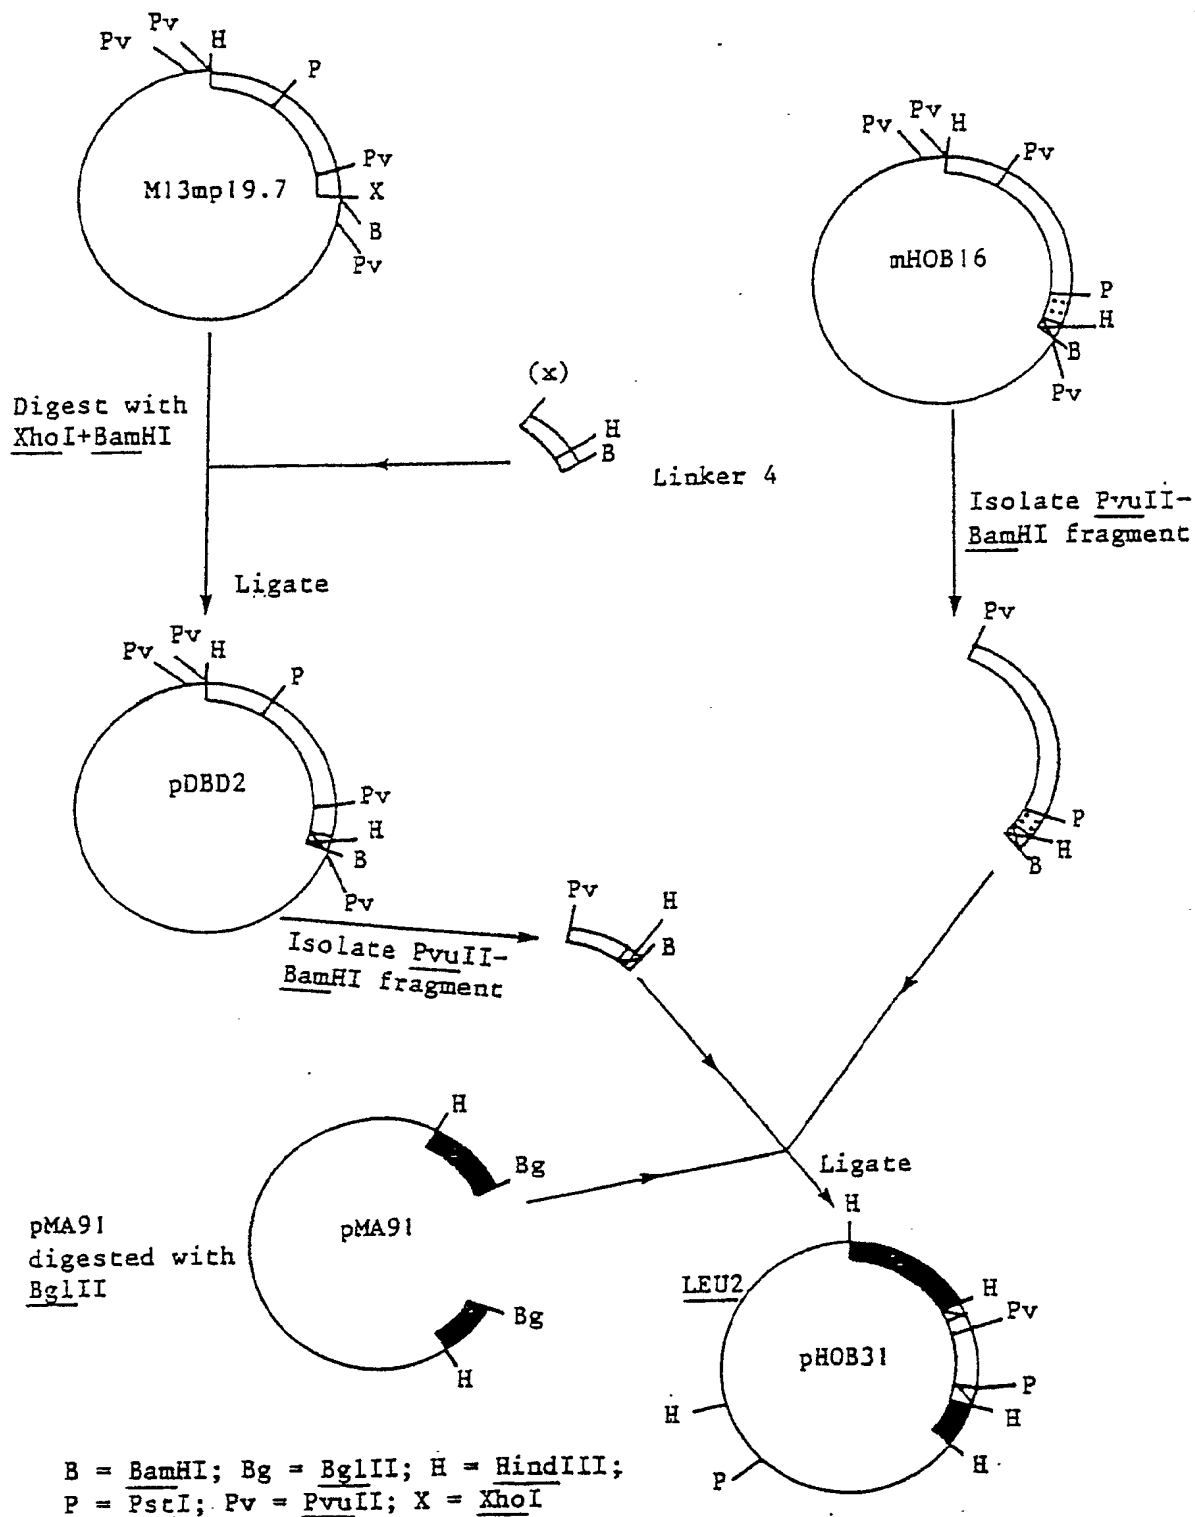 Pv
Pv
H
P
Pv
X
B
Pv
M13mp19.7
Pv
Pv
H
Pv
mHOB16
P
H
B
Pv
Digest with
XhoI+BamHI
(x)
H
B
Linker 4
Isolate PvuII-
BamHI fragment
Ligate
Pv
Pv
H
P
pDBD2
Pv
H
B
Pv
Pv
P
H
B
Isolate PvuII-
BamHI fragment
Pv
H
B
pMA91
digested with
BglII
H
Bg
pMA91
Bg
H
Ligate
H
LEU2
H
Pv
pHOB31
P
H
H
H
P
B = BamHI; Bg = BglII; H = HindIII;
P = PstI; Pv = PvuII; X = XhoI